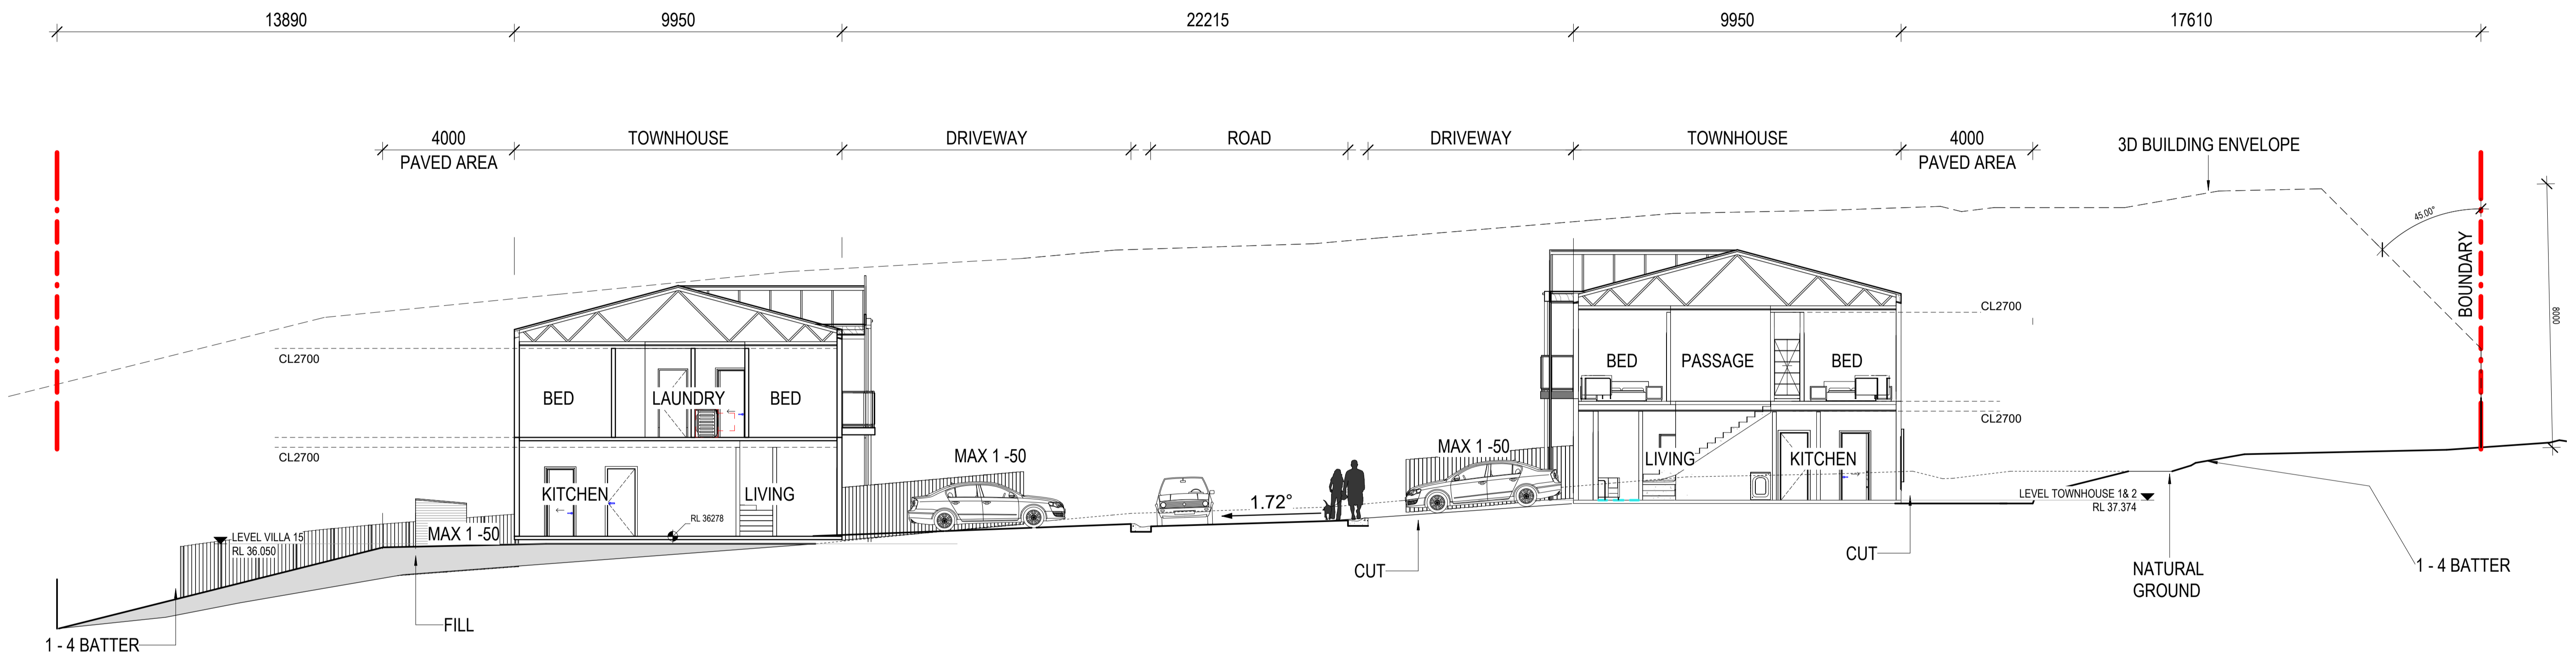 13890
9950
22215
9950
17610
4000
PAVED AREA
TOWNHOUSE
DRIVEWAY
ROAD
DRIVEWAY
TOWNHOUSE
4000
PAVED AREA
3D BUILDING ENVELOPE
45.00°
BOUNDARY
8000
CL2700
CL2700
BED
LAUNDRY
BED
BED
PASSAGE
BED
CL2700
CL2700
KITCHEN
LIVING
MAX 1 -50
MAX 1 -50
LIVING
KITCHEN
1.72°
RL 36278
LEVEL TOWNHOUSE 1& 2
RL 37.374
MAX 1 -50
LEVEL VILLA 15
RL 36.050
CUT
CUT
NATURAL
GROUND
1 - 4 BATTER
FILL
1 - 4 BATTER